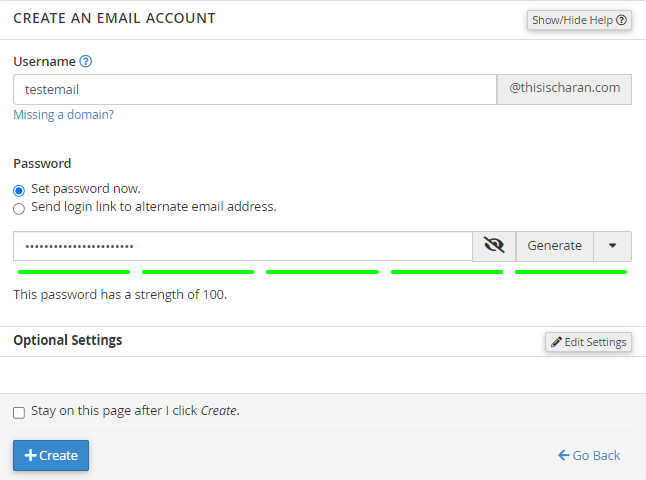 CREATE AN EMAIL ACCOUNT
Show/Hide Help
Username
testemail
@thisischaran.com
Missing a domain?
Password
Set password now.
Send login link to alternate email address.
•••••••••••••••••••••••
Generate
This password has a strength of 100.
Optional Settings
Edit Settings
Stay on this page after I click Create.
+ Create
Go Back